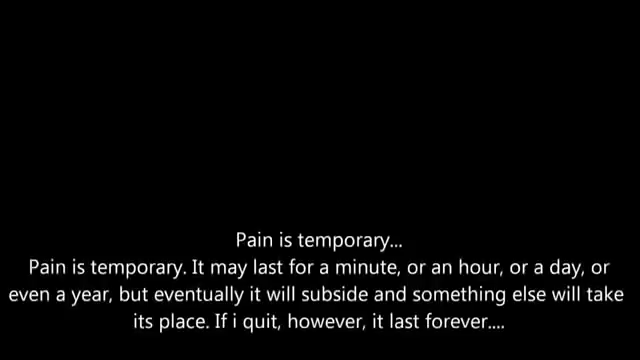 Pain is temporary...
Pain is temporary. It may last for a minute, or an hour, or a day, or
even a year, but eventually it will subside and something else will take
its place. If i quit, however, it last forever....